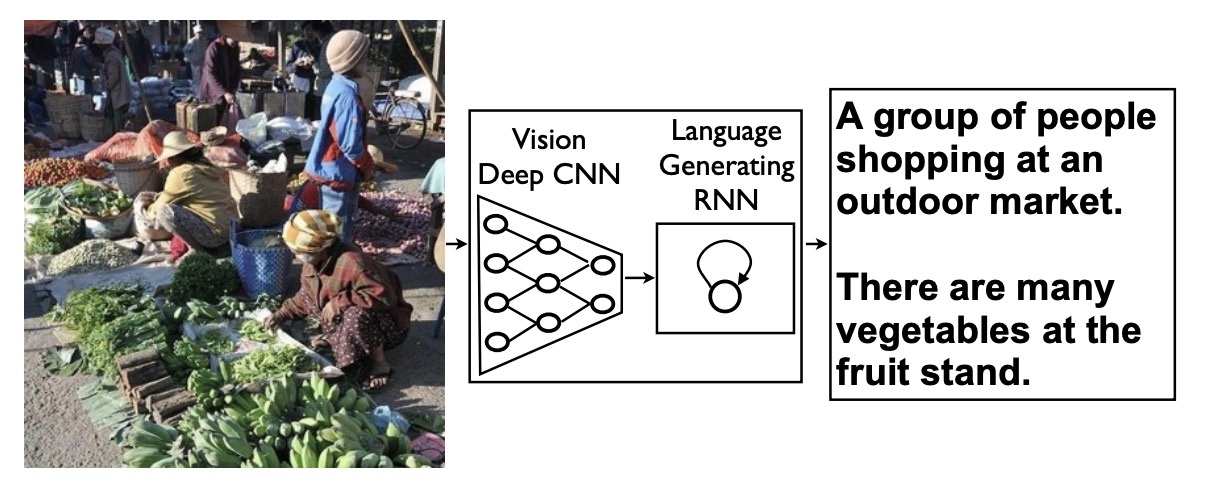 Vision
Deep CNN
Language
Generating
RNN
A group of people
shopping at an
outdoor market.
There are many
vegetables at the
fruit stand.